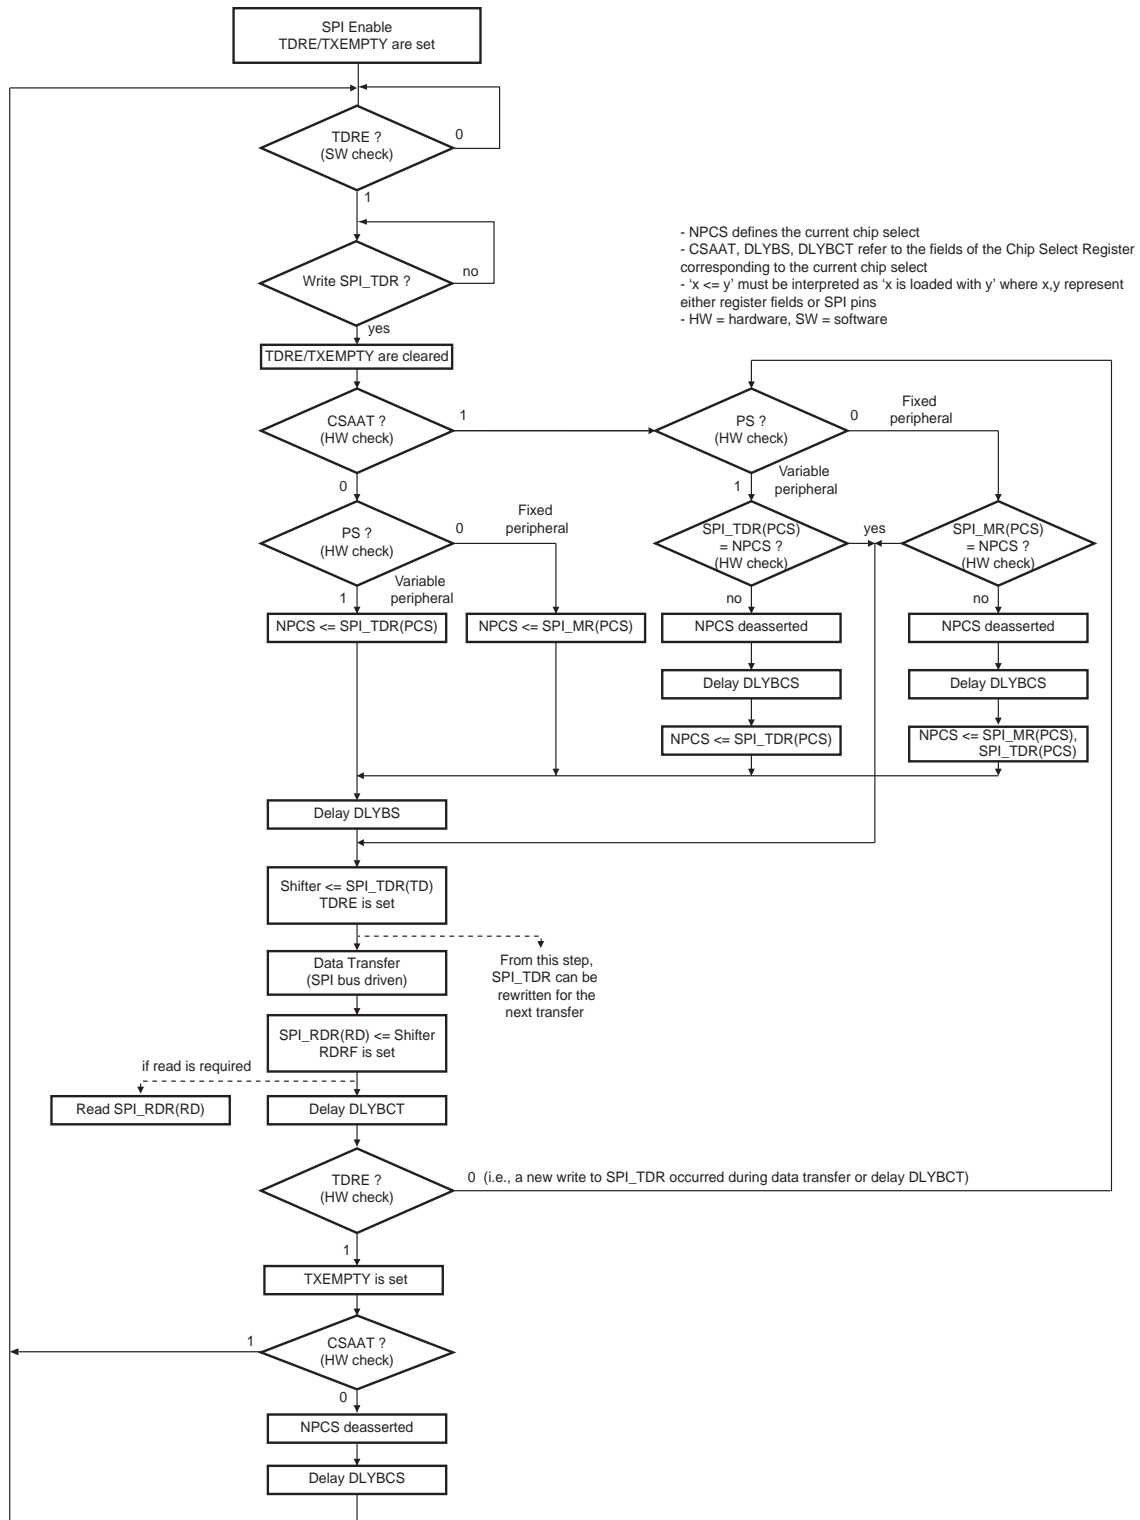 SPI Enable
TDRE/TXEMPTY are set
TDRE ?
(SW check)
0
1
Write SPI_TDR ?
no
yes
- NPCS defines the current chip select
- CSAAT, DLYBS, DLYBCT refer to the fields of the Chip Select Register
corresponding to the current chip select
- ‘x <= y’ must be interpreted as ‘x is loaded with y’ where x,y represent
either register fields or SPI pins
- HW = hardware, SW = software
TDRE/TXEMPTY are cleared
CSAAT ?
(HW check)
1
0
PS ?
(HW check)
0
Fixed
peripheral
1
Variable
peripheral
PS ?
(HW check)
0
Fixed
peripheral
1
Variable
peripheral
SPI_TDR(PCS)
= NPCS ?
(HW check)
yes
no
SPI_MR(PCS)
= NPCS ?
(HW check)
no
NPCS <= SPI_TDR(PCS)
NPCS <= SPI_MR(PCS)
NPCS deasserted
NPCS deasserted
Delay DLYBCS
Delay DLYBCS
NPCS <= SPI_TDR(PCS)
NPCS <= SPI_MR(PCS),
SPI_TDR(PCS)
Delay DLYBS
Shifter <= SPI_TDR(TD)
TDRE is set
Data Transfer
(SPI bus driven)
From this step,
SPI_TDR can be
rewritten for the
next transfer
SPI_RDR(RD) <= Shifter
RDRF is set
if read is required
Read SPI_RDR(RD)
Delay DLYBCT
TDRE ?
(HW check)
0 (i.e., a new write to SPI_TDR occurred during data transfer or delay DLYBCT)
1
TXEMPTY is set
CSAAT ?
(HW check)
1
0
NPCS deasserted
Delay DLYBCS